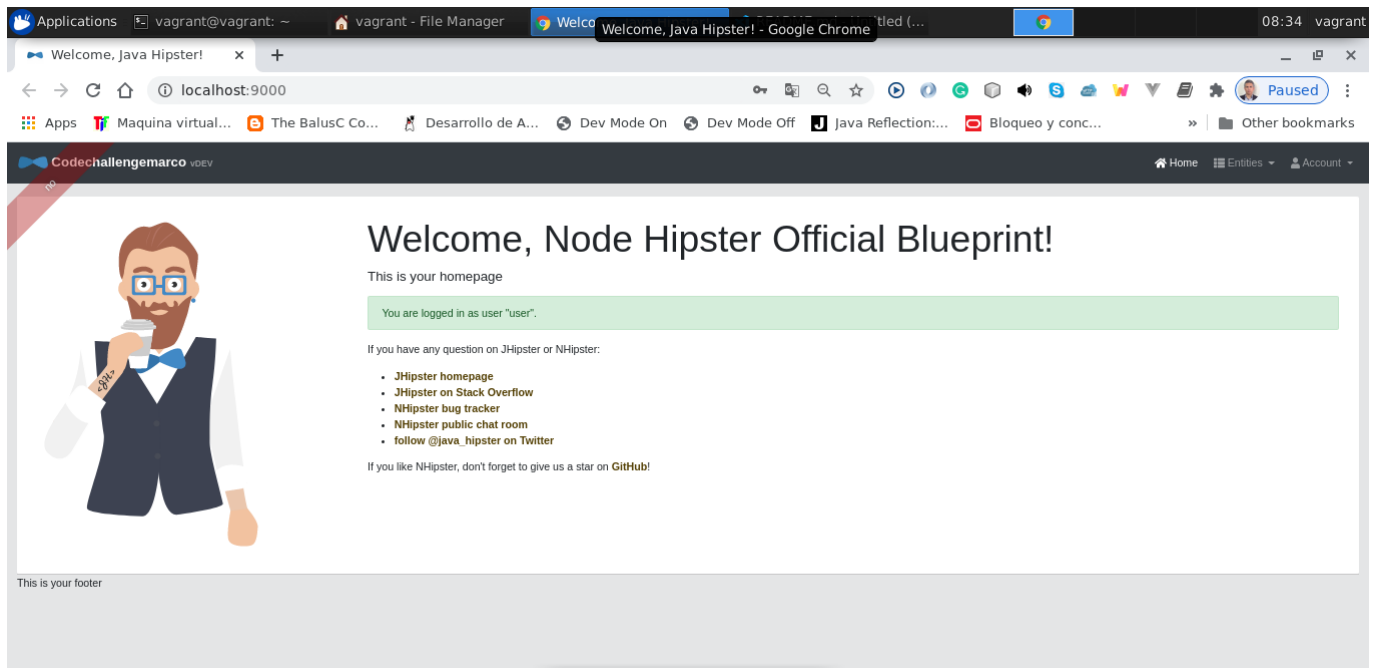 Applications vagrant@vagrant: ~ vagrant - File Manager Welco Untitled (... 08:34 vagrant
Welcome, Java Hipster! - Google Chrome
Welcome, Java Hipster!
localhost:9000 Paused
Apps Maquina virtual... The BalusC Co... Desarrollo de A... Dev Mode On Dev Mode Off Java Reflection:... Bloqueo y conc... » Other bookmarks
Codechallengemarco vDEV Home Entities Account
no
Welcome, Node Hipster Official Blueprint!
This is your homepage
You are logged in as user "user".
If you have any question on JHipster or NHipster:
JHipster homepage
JHipster on Stack Overflow
NHipster bug tracker
NHipster public chat room
follow @java_hipster on Twitter
If you like NHipster, don't forget to give us a star on GitHub!
<JH>
This is your footer